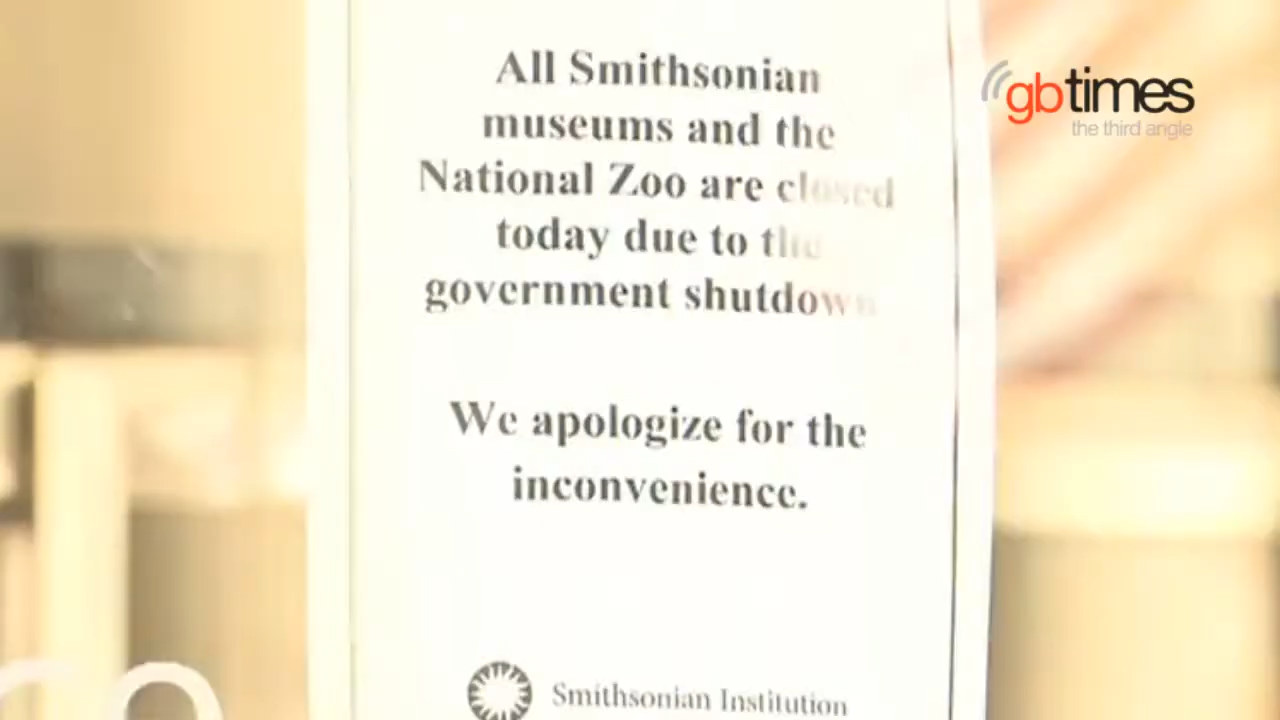 All Smithsonian
museums and the
National Zoo are closed
today due to the
government shutdown
We apologize for the
inconvenience.
Smithsonian Institution
gbtimes
the third angle